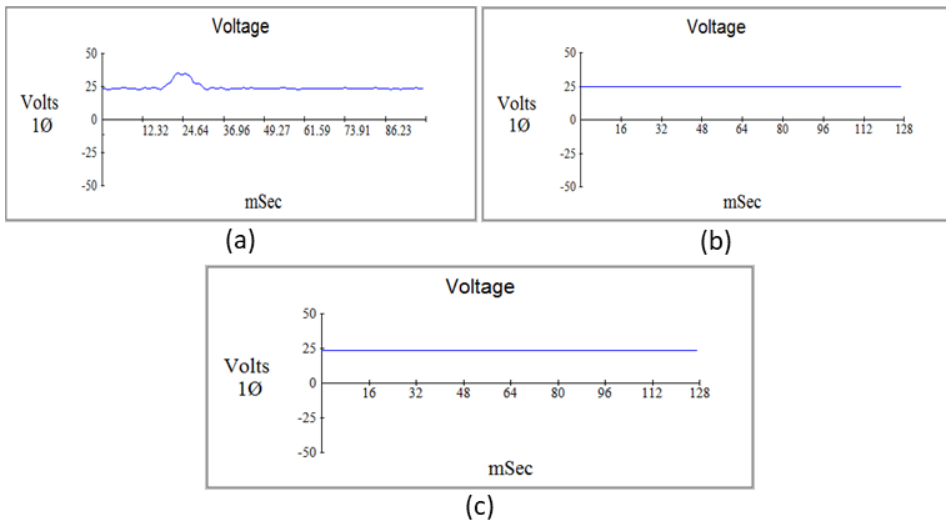 Voltage
50
25
Volts
1Ø
0
12.32 24.64 36.96 49.27 61.59 73.91 86.23
-25
-50
mSec
(a)
Voltage
50
25
Volts
1Ø
0
16 32 48 64 80 96 112 128
-25
-50
mSec
(b)
Voltage
50
25
Volts
1Ø
0
16 32 48 64 80 96 112 128
-25
-50
mSec
(c)